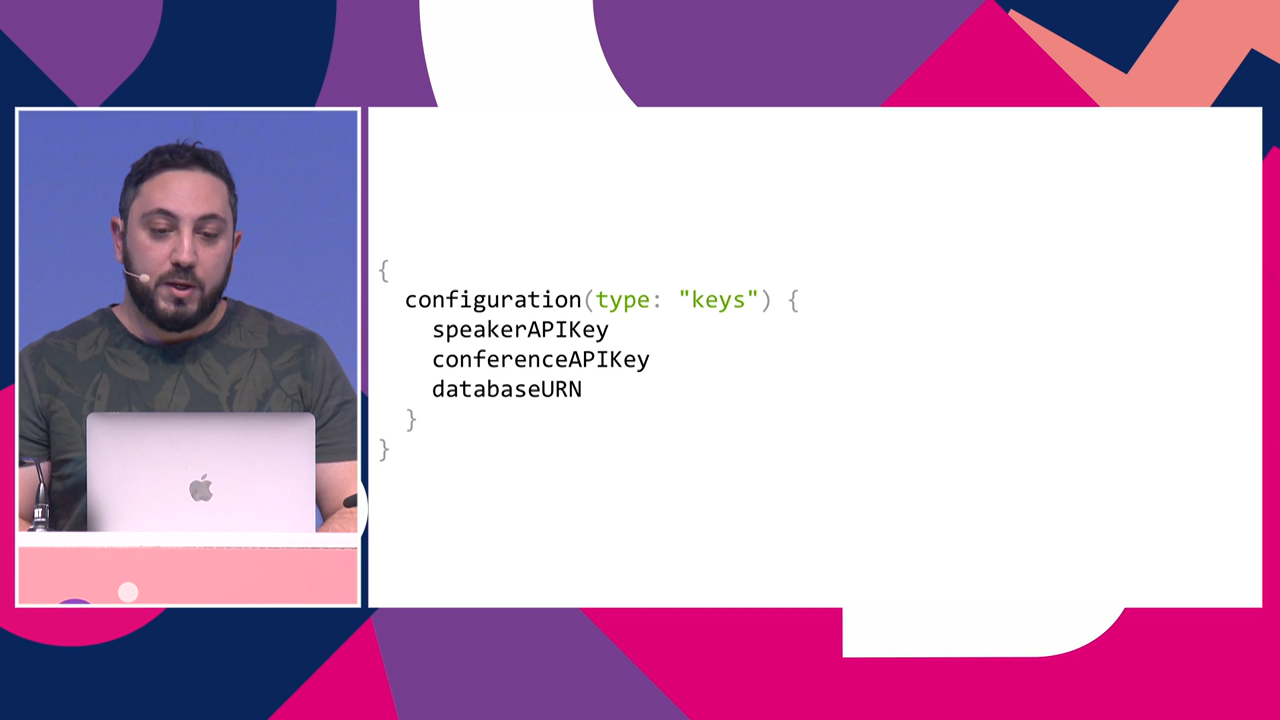 {
configuration(type: "keys") {
speakerAPIKey
conferenceAPIKey
databaseURN
}
}